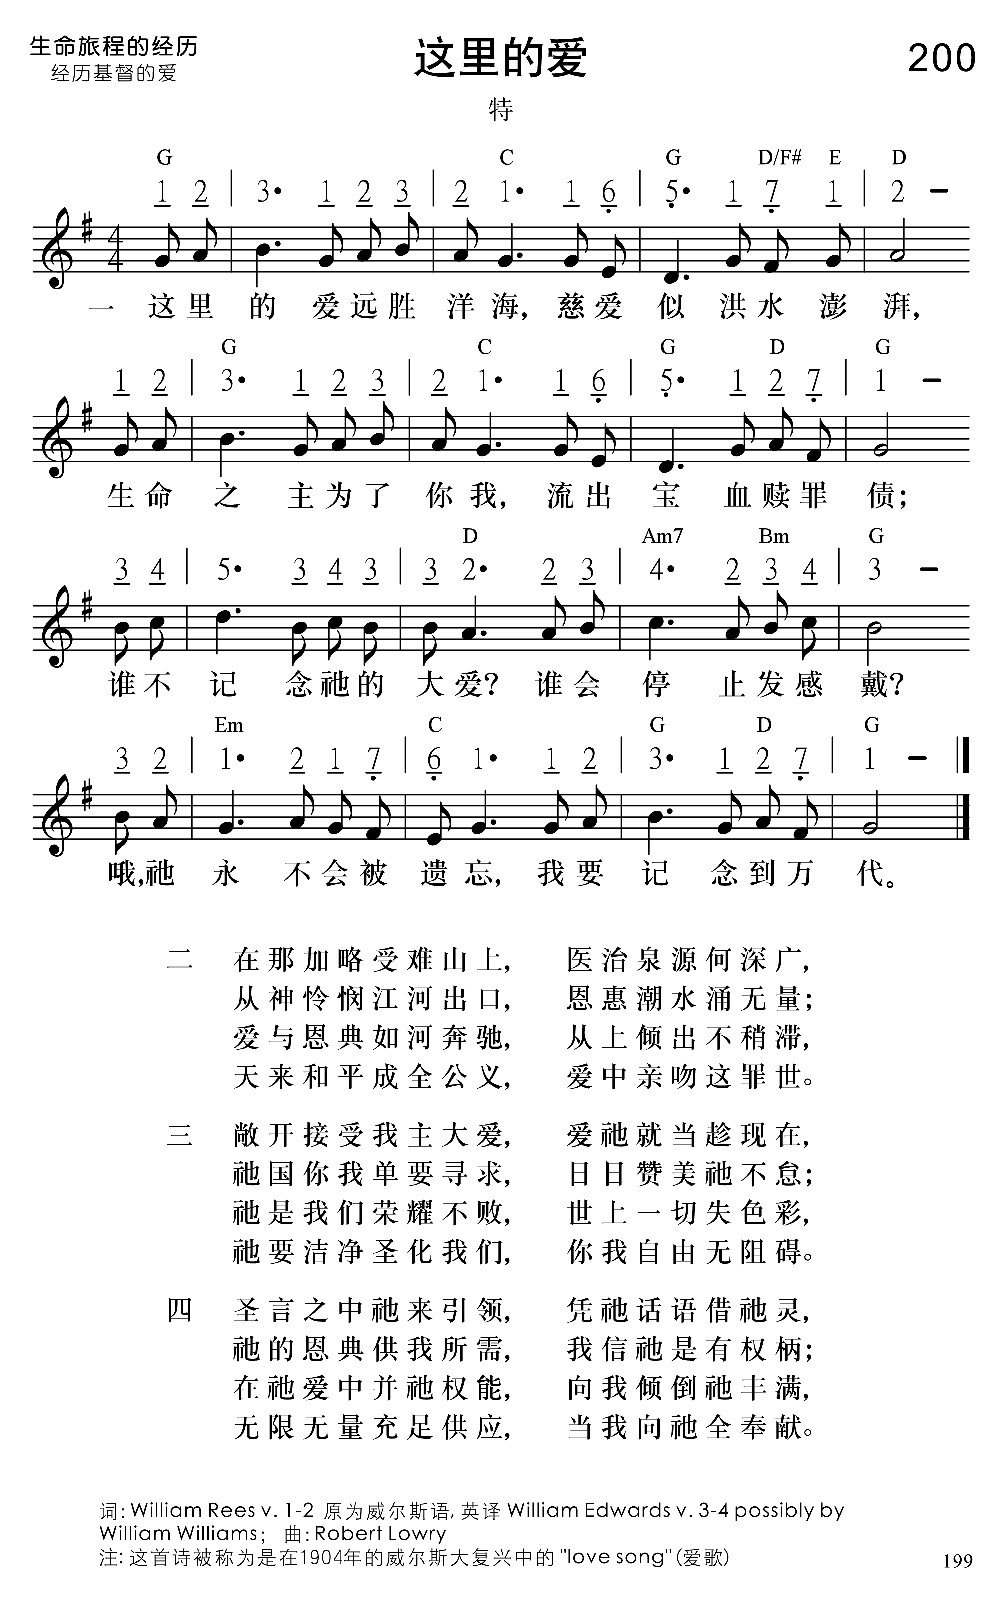 生命旅程的经历
经历基督的爱
这里的爱
200
特
G C G D/F# E D
1 2 | 3· 1 2 3 | 2 1· 1 6 | 5· 1 7 1 | 2 –
4
4
一 这里 的 爱远胜 洋海，慈爱 似 洪水澎 湃，
G C G D G
1 2 | 3· 1 2 3 | 2 1· 1 6 | 5· 1 2 7 | 1 –
生命 之 主为了 你我，流出 宝 血赎罪 债；
D Am7 Bm G
3 4 | 5· 3 4 3 | 3 2· 2 3 | 4· 2 3 4 | 3 –
谁不 记 念祂的 大爱？谁会 停 止发感 戴？
Em C G D G
3 2 | 1· 2 1 7 | 6 1· 1 2 | 3· 1 2 7 | 1 –
哦，祂 永 不会被 遗忘，我要 记 念到万 代。
二 在那加略受难山上， 医治泉源何深广，
从神怜悯江河出口， 恩惠潮水涌无量；
爱与恩典如河奔驰， 从上倾出不稍滞，
天来和平成全公义， 爱中亲吻这罪世。
三 敞开接受我主大爱， 爱祂就当趁现在，
祂国你我单要寻求， 日日赞美祂不怠；
祂是我们荣耀不败， 世上一切失色彩，
祂要洁净圣化我们， 你我自由无阻碍。
四 圣言之中祂来引领， 凭祂话语借祂灵，
祂的恩典供我所需， 我信祂是有权柄；
在祂爱中并祂权能， 向我倾倒祂丰满，
无限无量充足供应， 当我向祂全奉献。
词：William Rees v. 1-2 原为威尔斯语，英译 William Edwards v. 3-4 possibly by
William Williams； 曲：Robert Lowry
注：这首诗被称为是在1904年的威尔斯大复兴中的 "love song"（爱歌）
199